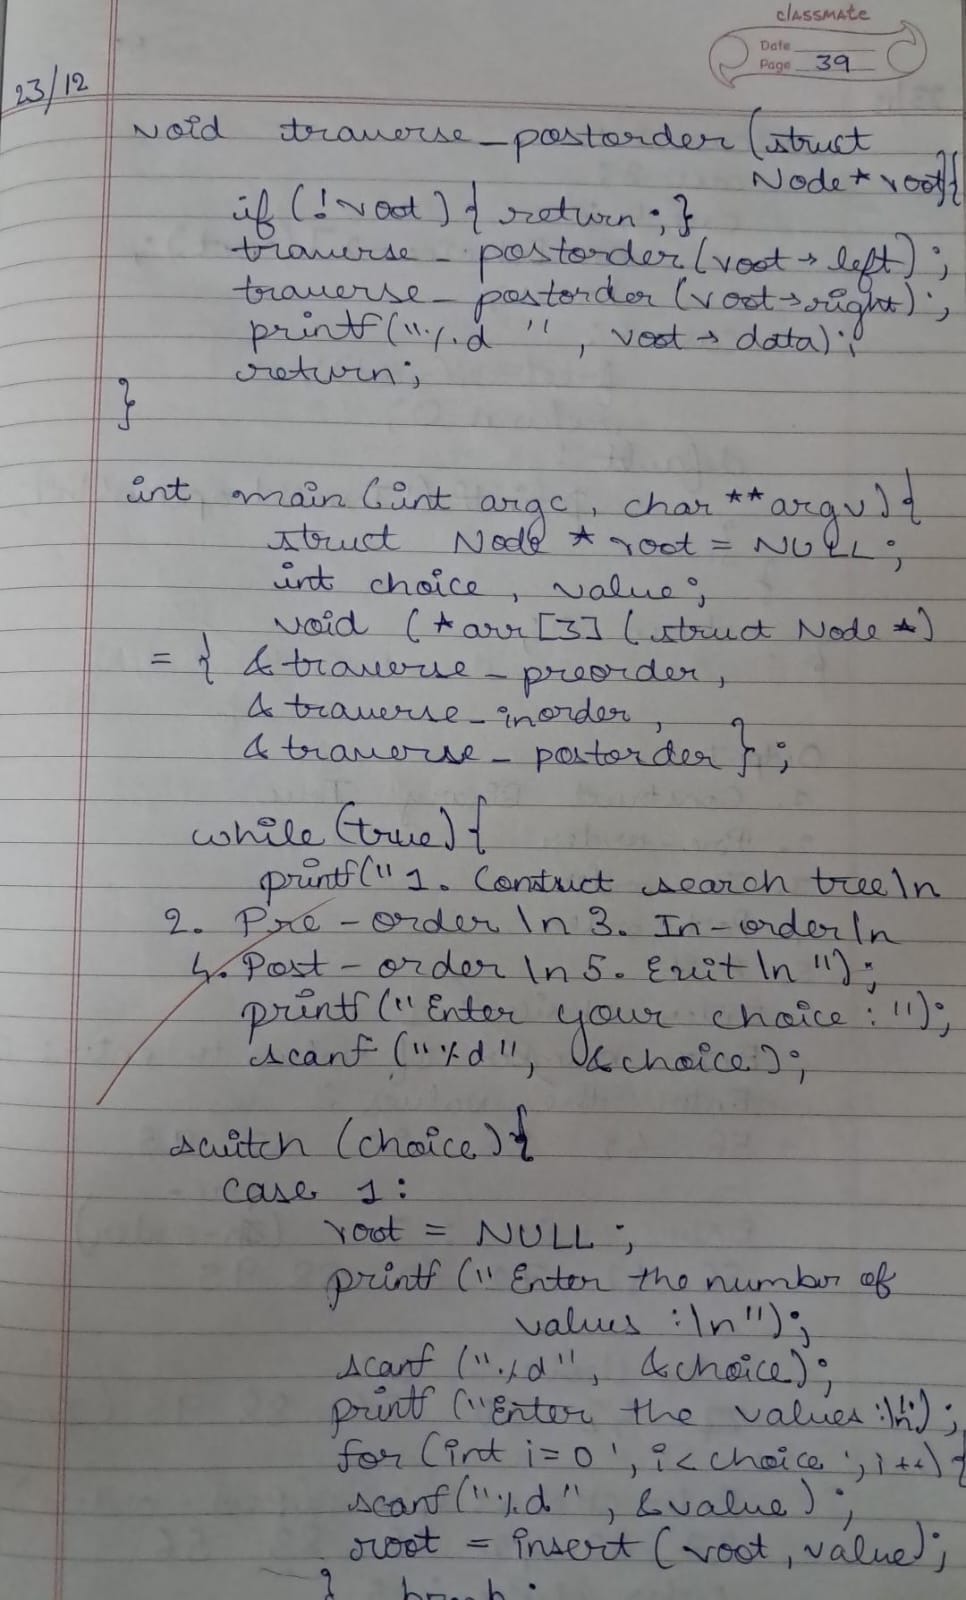 classmate
Date
Page 39
23/12
void traverse_postorder (struct
Node* root){
if (!root) { return ; }
traverse_postorder (root → left) ;
traverse_postorder (root → right) ;
printf("%d ", root → data) ;
return ;
}
int main (int argc, char **argv) {
struct Node * root = NULL ;
int choice, value ;
void (*arr [3] (struct Node *)
= { & traverse_preorder,
& traverse_inorder,
& traverse_postorder } ;
while (true) {
printf(" 1. Construct search tree\n
2. Pre-order \n 3. In-order\n
4. Post-order \n 5. Exit \n ") ;
printf (" Enter your choice : ") ;
scanf ("%d", &choice) ;
switch (choice) {
case 1 :
root = NULL ;
printf (" Enter the number of
values :\n") ;
scanf ("%d", &choice) ;
printf ("Enter the values :\n") ;
for (int i=0 ; i< choice ; i++) {
scanf("%d", &value) ;
root = insert (root, value) ;
} break ;